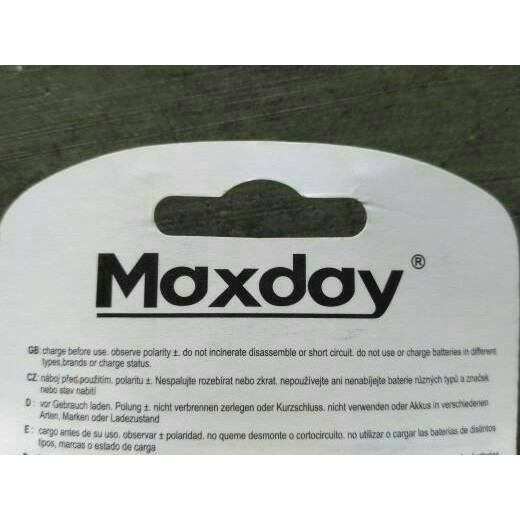 Maxday®
GB: charge before use. observe polarity ±. do not incinerate disassemble or short circuit. do not use or charge batteries in different
types,brands or charge status.
CZ: náboj před.použitím. polaritu ±. Nespalujte rozebírat nebo zkrat. nepoužívejte ani nenabíjejte baterie různých typů a značek
nebo stav nabití
D: vor Gebrauch laden. Polung ±. nicht verbrennen zerlegen oder Kurzschluss. nicht verwenden oder Akkus in verschiedenen
Arten, Marken oder Ladezustand
E: cargo antes de su uso. observar ± polaridad. no queme desmonte o cortocircuito. no utilizar o cargar las baterías de distintos
tipos, marcas o estado de carga